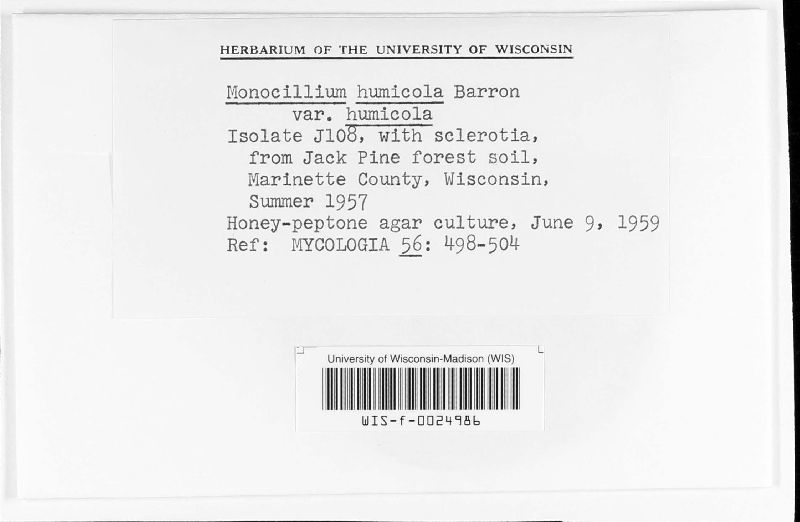 HERBARIUM OF THE UNIVERSITY OF WISCONSIN
Monocillium humicola Barron
var. humicola
Isolate J108, with sclerotia,
from Jack Pine forest soil,
Marinette County, Wisconsin,
Summer 1957
Honey-peptone agar culture, June 9, 1959
Ref: MYCOLOGIA 56: 498-504
University of Wisconsin-Madison (WIS)
WIS-f-0024986